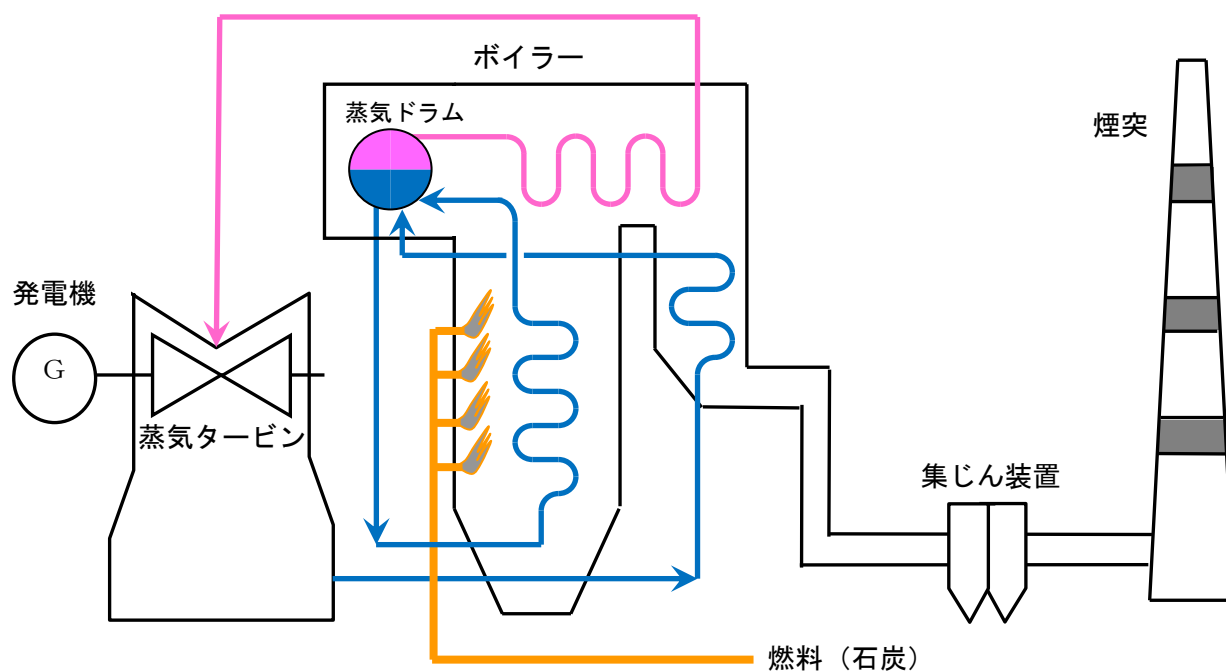 ボイラー
蒸気ドラム
煙突
発電機
G
蒸気タービン
集じん装置
燃料（石炭）